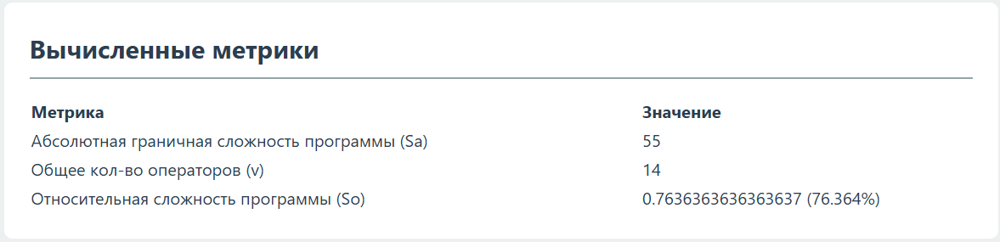 Вычисленные метрики
Метрика Значение
Абсолютная граничная сложность программы (Sa) 55
Общее кол-во операторов (v) 14
Относительная сложность программы (So) 0.7636363636363637 (76.364%)